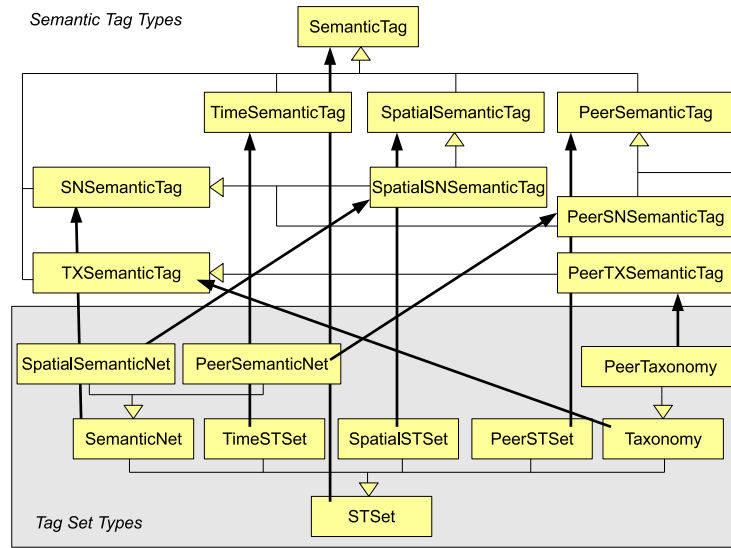 Semantic Tag Types
SemanticTag
TimeSemanticTag
SpatialSemanticTag
PeerSemanticTag
SNSemanticTag
SpatialSNSemanticTag
PeerSNSemanticTag
TXSemanticTag
PeerTXSemanticTag
SpatialSemanticNet
PeerSemanticNet
PeerTaxonomy
SemanticNet
TimeSTSet
SpatialSTSet
PeerSTSet
Taxonomy
STSet
Tag Set Types